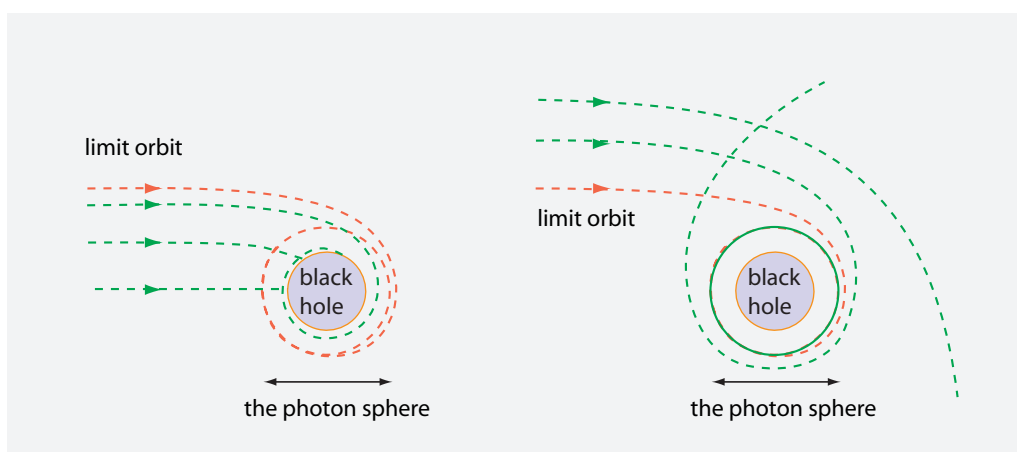 limit orbit
black
hole
the photon sphere
limit orbit
black
hole
the photon sphere